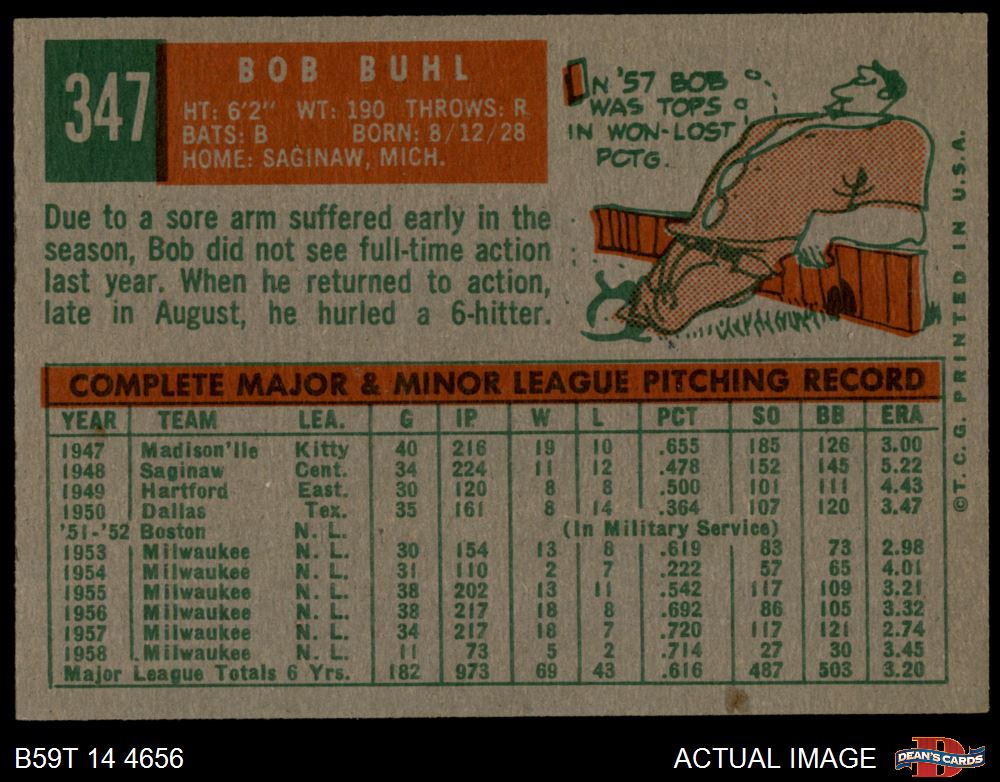 347
BOB BUHL
HT: 6'2" WT: 190 THROWS: R
BATS: B BORN: 8/12/28
HOME: SAGINAW, MICH.
IN '57 BOB
WAS TOPS
IN WON-LOST
PCTG.
Due to a sore arm suffered early in the
season, Bob did not see full-time action
last year. When he returned to action,
late in August, he hurled a 6-hitter.
COMPLETE MAJOR & MINOR LEAGUE PITCHING RECORD
YEAR TEAM LEA. G IP W L PCT SO BB ERA
1947 Madison'lle Kitty 40 216 19 10 .655 185 126 3.00
1948 Saginaw Cent. 34 224 11 12 .478 152 145 5.22
1949 Hartford East. 30 120 8 8 .500 101 111 4.43
1950 Dallas Tex. 35 161 8 14 .364 107 120 3.47
'51-'52 Boston N. L. (In Military Service)
1953 Milwaukee N. L. 30 154 13 8 .619 83 73 2.98
1954 Milwaukee N. L. 31 110 2 7 .222 57 65 4.01
1955 Milwaukee N. L. 38 202 13 11 .542 117 109 3.21
1956 Milwaukee N. L. 38 217 18 8 .692 86 105 3.32
1957 Milwaukee N. L. 34 217 18 7 .720 117 121 2.74
1958 Milwaukee N. L. 11 73 5 2 .714 27 30 3.45
Major League Totals 6 Yrs. 182 973 69 43 .616 487 503 3.20
©T.C.G. PRINTED IN U.S.A.
B59T 14 4656
ACTUAL IMAGE
D
DEAN'S CARDS